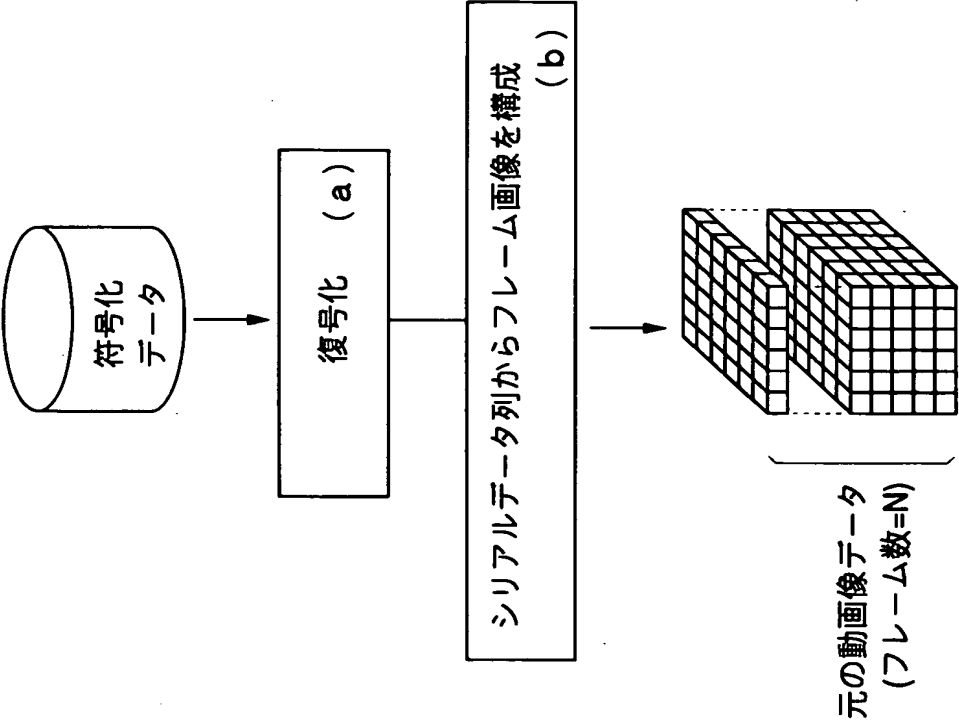 符号化
データ
復号化 (a)
シリアルデータ列からフレーム画像を構成
(b)
元の動画像データ
(フレーム数=N)